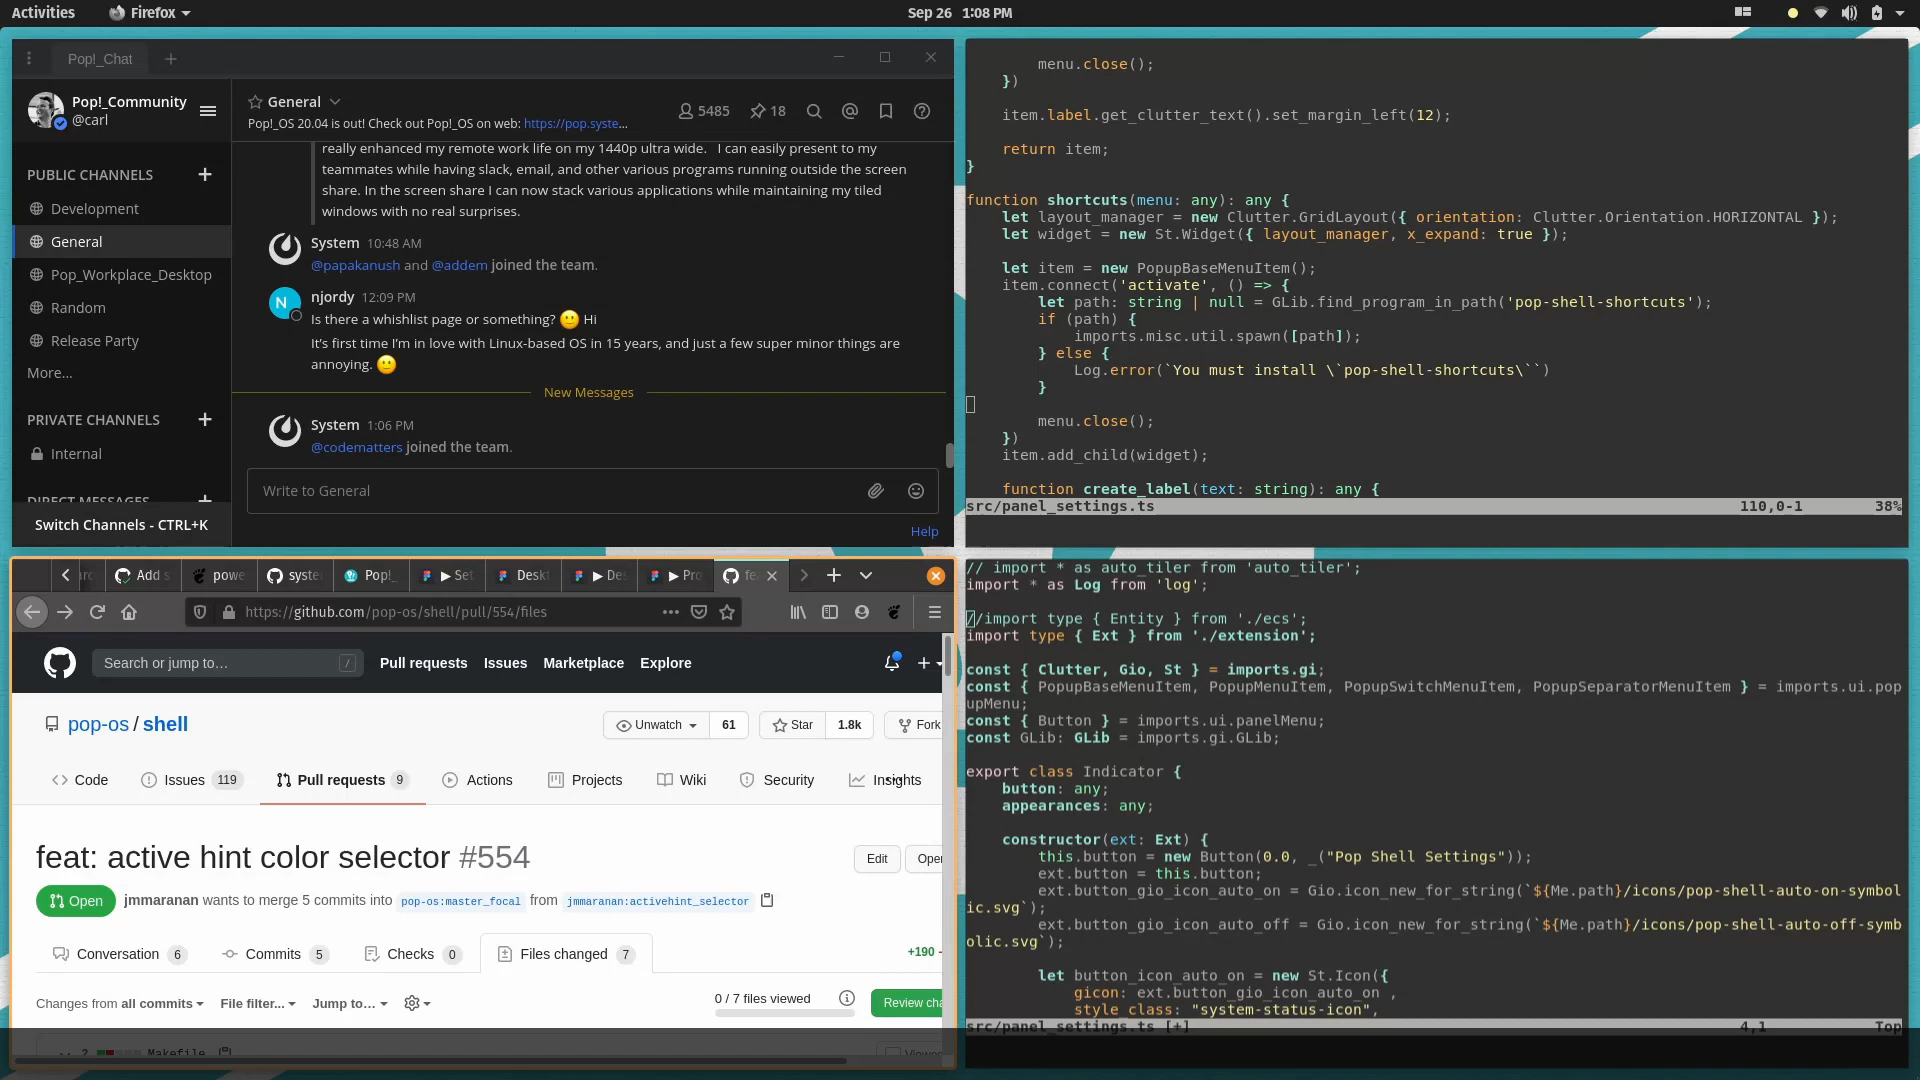 Activities
Firefox
Sep 26 1:08 PM
Pop!_Chat
Pop!_Community
@carl
General
Pop!_OS 20.04 is out! Check out Pop!_OS on web: https://pop.syste...
5485
18
PUBLIC CHANNELS
Development
General
Pop_Workplace_Desktop
Random
Release Party
More...
PRIVATE CHANNELS
Internal
DIRECT MESSAGES
Switch Channels - CTRL+K
really enhanced my remote work life on my 1440p ultra wide. I can easily present to my
teammates while having slack, email, and other various programs running outside the screen
share. In the screen share I can now stack various applications while maintaining my tiled
windows with no real surprises.
System 10:48 AM
@papakanush and @addem joined the team.
N
njordy 12:09 PM
Is there a whishlist page or something? 🙂 Hi
It's first time I'm in love with Linux-based OS in 15 years, and just a few super minor things are
annoying. 🙂
New Messages
System 1:06 PM
@codematters joined the team.
Write to General
Help
menu.close();
})
item.label.get_clutter_text().set_margin_left(12);
return item;
}
function shortcuts(menu: any): any {
let layout_manager = new Clutter.GridLayout({ orientation: Clutter.Orientation.HORIZONTAL });
let widget = new St.Widget({ layout_manager, x_expand: true });
let item = new PopupBaseMenuItem();
item.connect('activate', () => {
let path: string | null = GLib.find_program_in_path('pop-shell-shortcuts');
if (path) {
imports.misc.util.spawn([path]);
} else {
Log.error(`You must install \`pop-shell-shortcuts\``)
}
menu.close();
})
item.add_child(widget);
function create_label(text: string): any {
src/panel_settings.ts 110,0-1 38%
Add s
powe
syste
Pop!_
▶ Set
Deskt
▶ De
▶ Pro
fe
https://github.com/pop-os/shell/pull/554/files
Search or jump to… /
Pull requests
Issues
Marketplace
Explore
pop-os / shell
Unwatch 61
Star 1.8k
Fork
Code
Issues 119
Pull requests 9
Actions
Projects
Wiki
Security
Insights
feat: active hint color selector #554
Edit
Open
Open
jmmaranan wants to merge 5 commits into pop-os:master_focal from jmmaranan:activehint_selector
Conversation 6
Commits 5
Checks 0
Files changed 7
+190 -
Changes from all commits
File filter...
Jump to…
0 / 7 files viewed
Review cha
2
Makefile
Viewe
// import * as auto_tiler from 'auto_tiler';
import * as Log from 'log';
//import type { Entity } from './ecs';
import type { Ext } from './extension';
const { Clutter, Gio, St } = imports.gi;
const { PopupBaseMenuItem, PopupMenuItem, PopupSwitchMenuItem, PopupSeparatorMenuItem } = imports.ui.pop
upMenu;
const { Button } = imports.ui.panelMenu;
const GLib: GLib = imports.gi.GLib;
export class Indicator {
button: any;
appearances: any;
constructor(ext: Ext) {
this.button = new Button(0.0, _("Pop Shell Settings"));
ext.button = this.button;
ext.button_gio_icon_auto_on = Gio.icon_new_for_string(`${Me.path}/icons/pop-shell-auto-on-symbol
ic.svg`);
ext.button_gio_icon_auto_off = Gio.icon_new_for_string(`${Me.path}/icons/pop-shell-auto-off-symb
olic.svg`);
let button_icon_auto_on = new St.Icon({
gicon: ext.button_gio_icon_auto_on ,
style_class: "system-status-icon",
src/panel_settings.ts [+] 4,1 Top